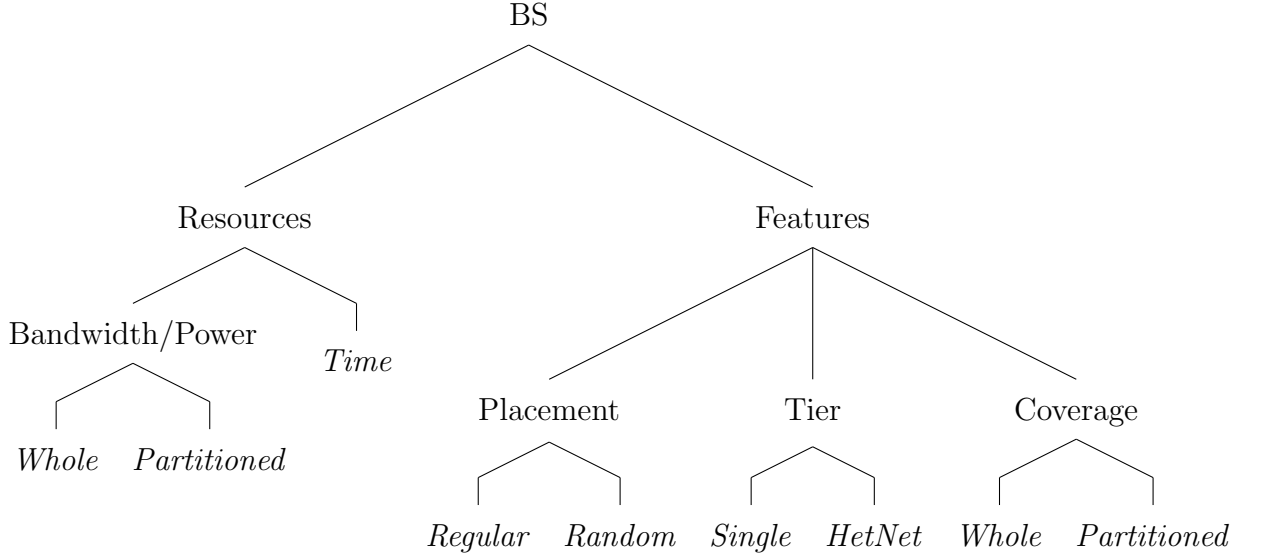 BS
Resources
Features
Bandwidth/Power
Time
Placement
Tier
Coverage
Whole
Partitioned
Regular
Random
Single
HetNet
Whole
Partitioned